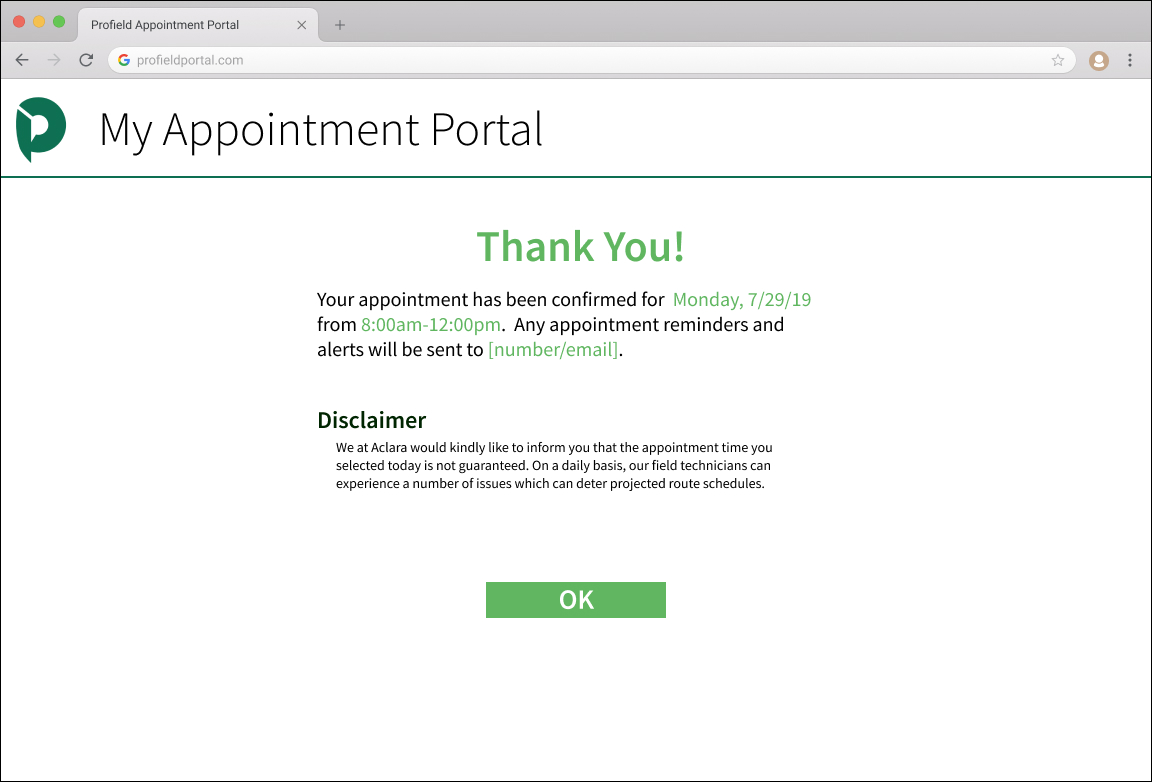 Profield Appointment Portal
profieldportal.com
My Appointment Portal
Thank You!
Your appointment has been confirmed for Monday, 7/29/19
from 8:00am-12:00pm. Any appointment reminders and
alerts will be sent to [number/email].
Disclaimer
We at Aclara would kindly like to inform you that the appointment time you
selected today is not guaranteed. On a daily basis, our field technicians can
experience a number of issues which can deter projected route schedules.
OK